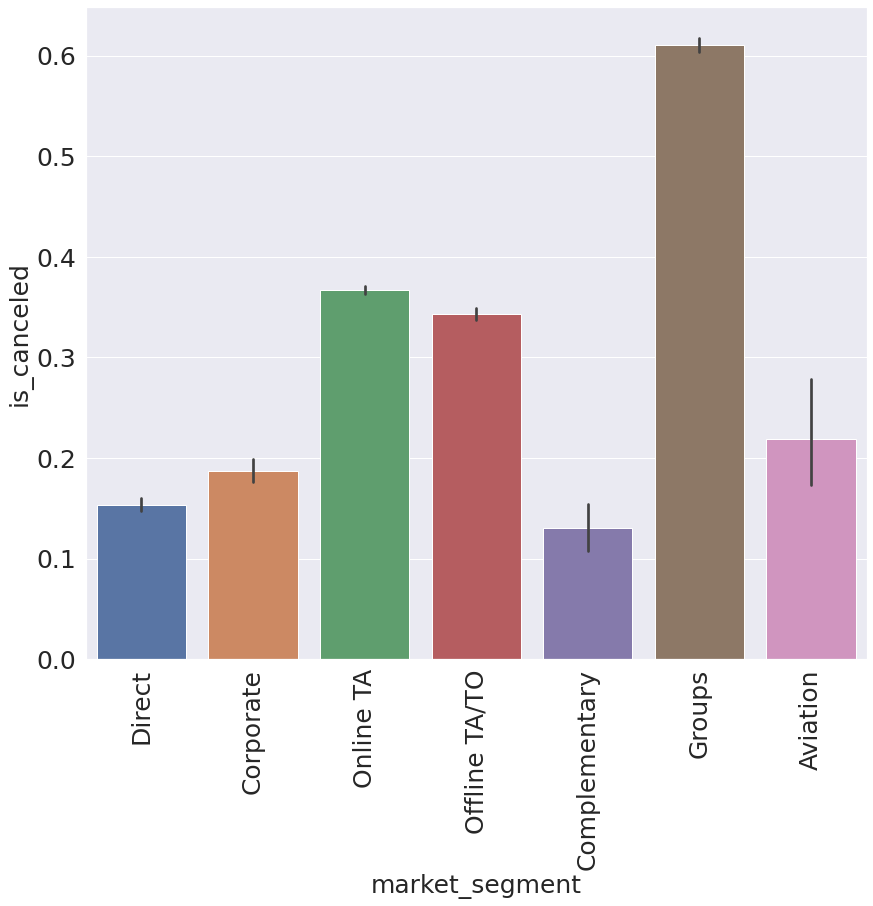 0.6
0.5
0.4
0.3
0.2
0.1
0.0
is_canceled
Direct
Corporate
Online TA
Offline TA/TO
Complementary
Groups
Aviation
market_segment